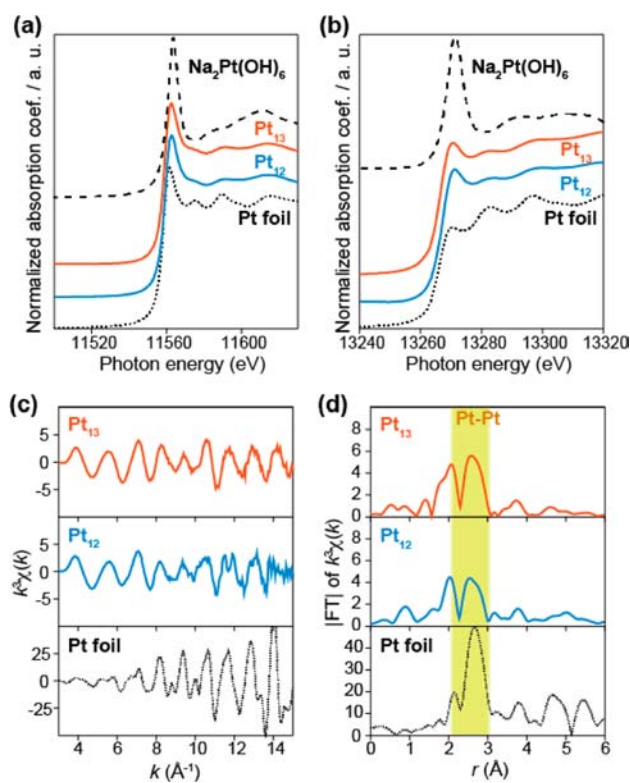 (a)
Normalized absorption coef. / a. u.
Na₂Pt(OH)₆
Pt₁₃
Pt₁₂
Pt foil
11520 11560 11600
Photon energy (eV)
(b)
Normalized absorption coef. / a. u.
Na₂Pt(OH)₆
Pt₁₃
Pt₁₂
Pt foil
13240 13260 13280 13300 13320
Photon energy (eV)
(c)
Pt₁₃
5
0
-5
Pt₁₂
5
0
-5
Pt foil
25
0
-25
k³χ(k)
4 6 8 10 12 14
k (Å⁻¹)
(d)
Pt-Pt
Pt₁₃
8
6
4
2
0
Pt₁₂
8
6
4
2
0
Pt foil
50
40
30
20
10
0
|FT| of k³χ(k)
0 1 2 3 4 5 6
r (Å)